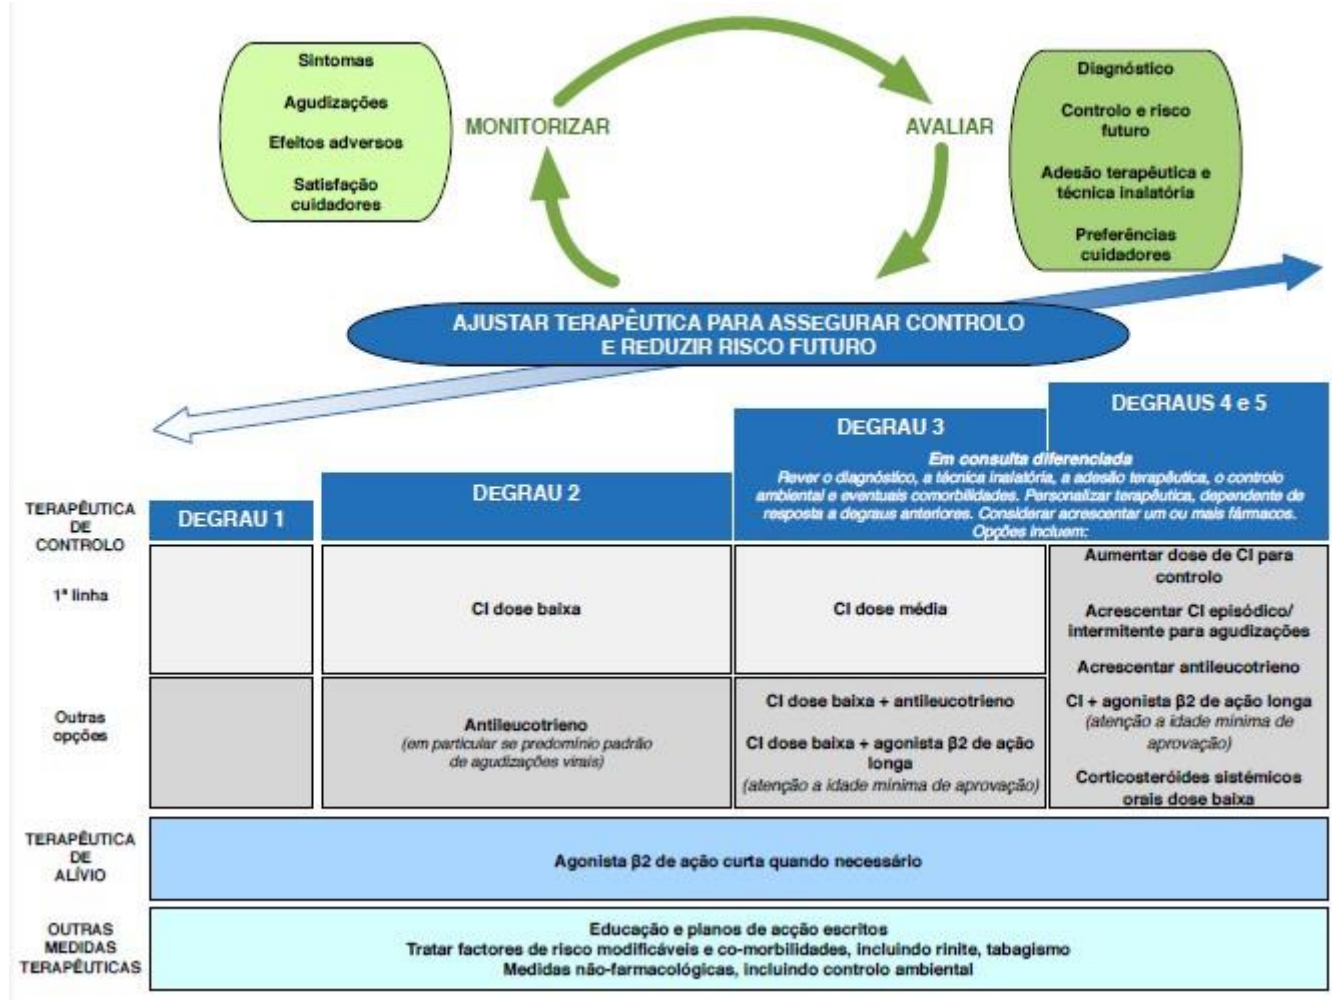 Sintomas
Agudizações
Efeitos adversos
Satisfação
cuidadores
MONITORIZAR
AVALIAR
Diagnóstico
Controlo e risco
futuro
Adesão terapêutica e
técnica inalatória
Preferências
cuidadores
AJUSTAR TERAPÊUTICA PARA ASSEGURAR CONTROLO
E REDUZIR RISCO FUTURO
TERAPÊUTICA
DE
CONTROLO
DEGRAU 1
DEGRAU 2
DEGRAU 3
DEGRAUS 4 e 5
Em consulta diferenciada
Rever o diagnóstico, a técnica inalatória, a adesão terapêutica, o controlo
ambiental e eventuais comorbilidades. Personalizar terapêutica, dependente de
resposta a degraus anteriores. Considerar acrescentar um ou mais fármacos.
Opções incluem:
1ª linha
CI dose baixa
CI dose média
Aumentar dose de CI para
controlo
Acrescentar CI episódico/
intermitente para agudizações
Acrescentar antileucotrieno
CI + agonista β2 de ação longa
(atenção a idade mínima de
aprovação)
Corticosteróides sistémicos
orais dose baixa
Outras
opções
Antileucotrieno
(em particular se predomínio padrão
de agudizações virais)
CI dose baixa + antileucotrieno
CI dose baixa + agonista β2 de ação
longa
(atenção a idade mínima de aprovação)
TERAPÊUTICA
DE
ALÍVIO
Agonista β2 de ação curta quando necessário
OUTRAS
MEDIDAS
TERAPÊUTICAS
Educação e planos de acção escritos
Tratar factores de risco modificáveis e co-morbilidades, incluindo rinite, tabagismo
Medidas não-farmacológicas, incluindo controlo ambiental